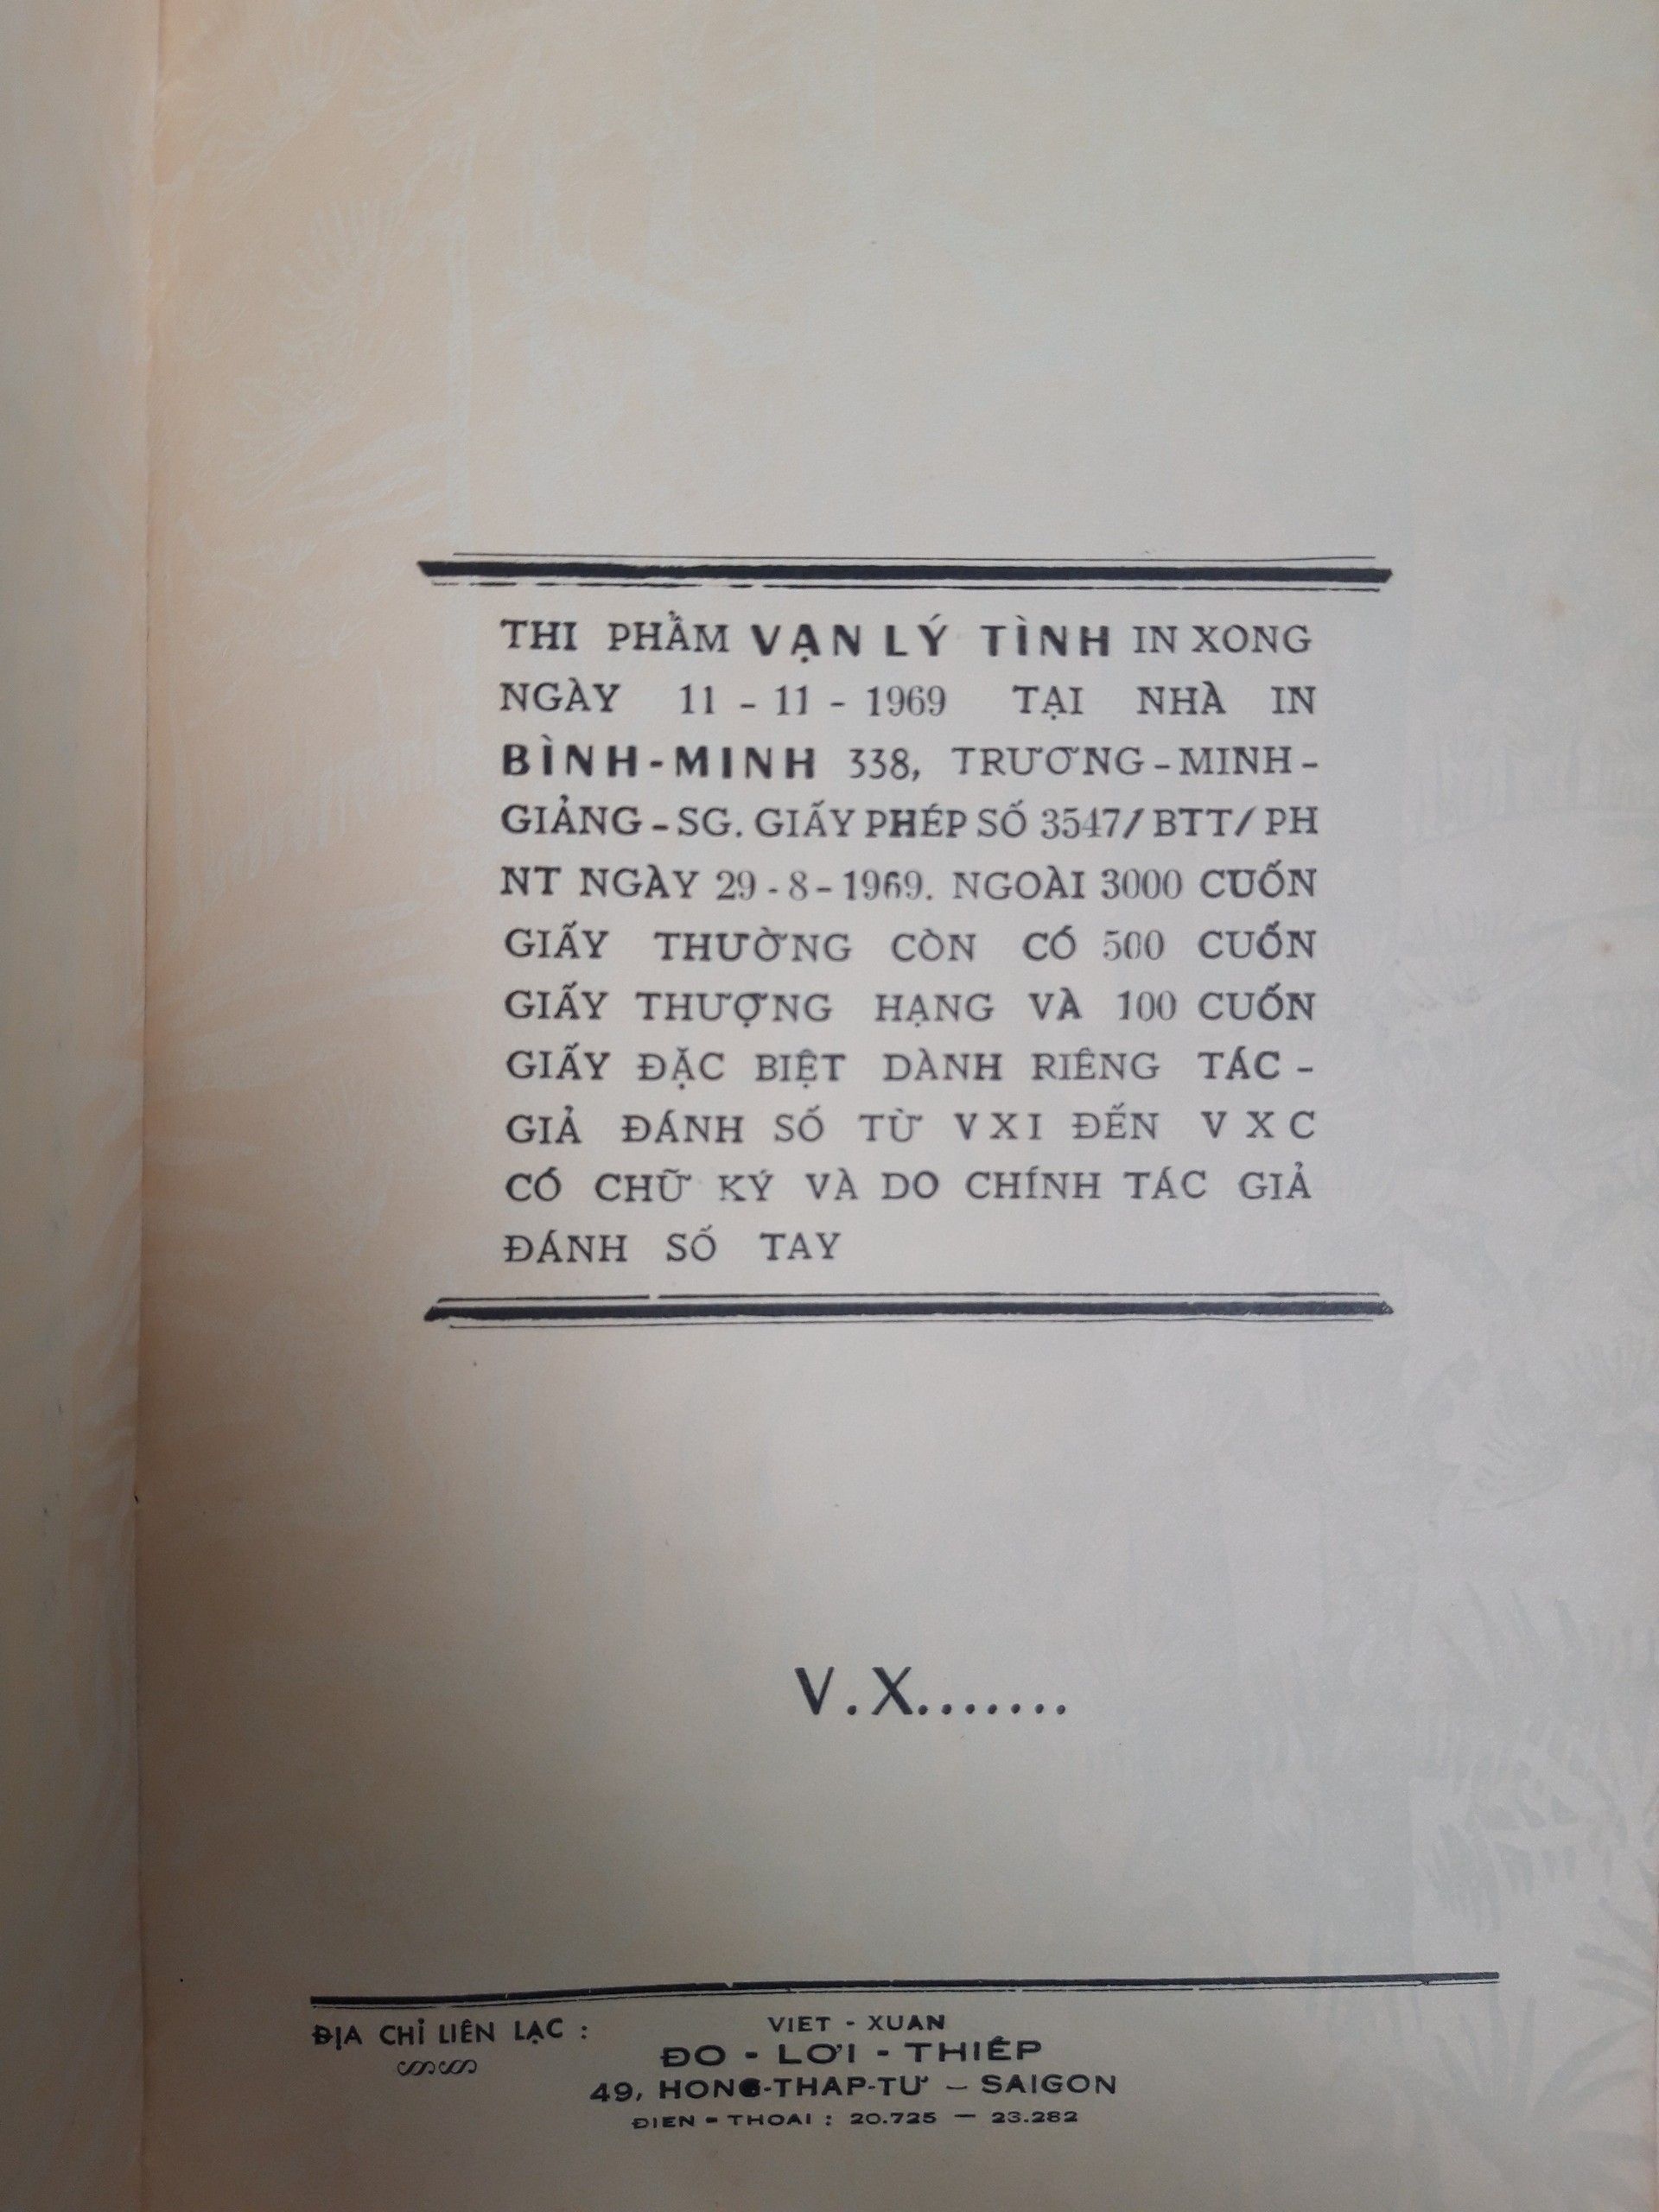 THI PHẨM VẠN LÝ TÌNH IN XONG
NGÀY 11 - 11 - 1969 TẠI NHÀ IN
BÌNH-MINH 338, TRƯƠNG-MINH-
GIẢNG-SG. GIẤY PHÉP SỐ 3547/BTT/PH
NT NGÀY 29-8-1969. NGOÀI 3000 CUỐN
GIẤY THƯỜNG CÒN CÓ 500 CUỐN
GIẤY THƯỢNG HẠNG VÀ 100 CUỐN
GIẤY ĐẶC BIỆT DÀNH RIÊNG TÁC-
GIẢ ĐÁNH SỐ TỪ VXI ĐẾN VXC
CÓ CHỮ KÝ VÀ DO CHÍNH TÁC GIẢ
ĐÁNH SỐ TAY
V.X.......
ĐỊA CHỈ LIÊN LẠC :
VIET - XUAN
ĐO - LƠI - THIÊP
49, HONG-THAP-TƯ — SAIGON
ĐIEN - THOAI : 20.725 — 23.282